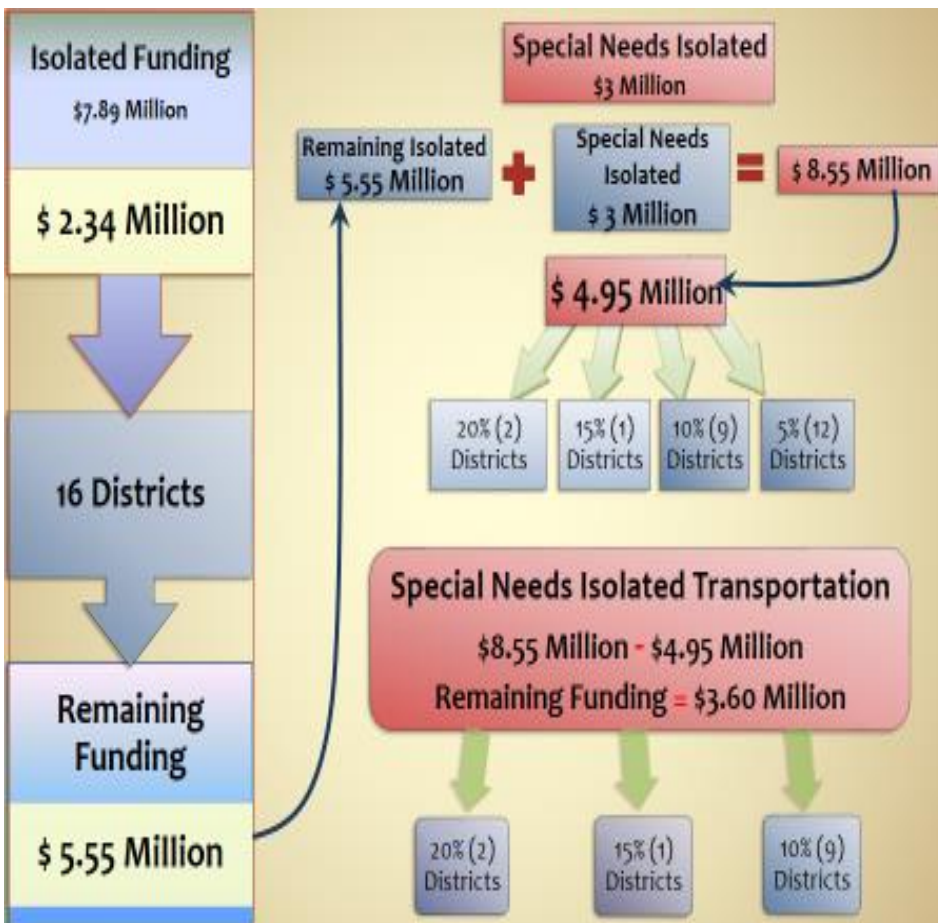 Isolated Funding
$7.89 Million
$ 2.34 Million
16 Districts
Remaining
Funding
$ 5.55 Million
Special Needs Isolated
$3 Million
Remaining Isolated
$ 5.55 Million
+
Special Needs
Isolated
$ 3 Million
=
$ 8.55 Million
$ 4.95 Million
20% (2)
Districts
15% (1)
Districts
10% (9)
Districts
5% (12)
Districts
Special Needs Isolated Transportation
$8.55 Million - $4.95 Million
Remaining Funding = $3.60 Million
20% (2)
Districts
15% (1)
Districts
10% (9)
Districts